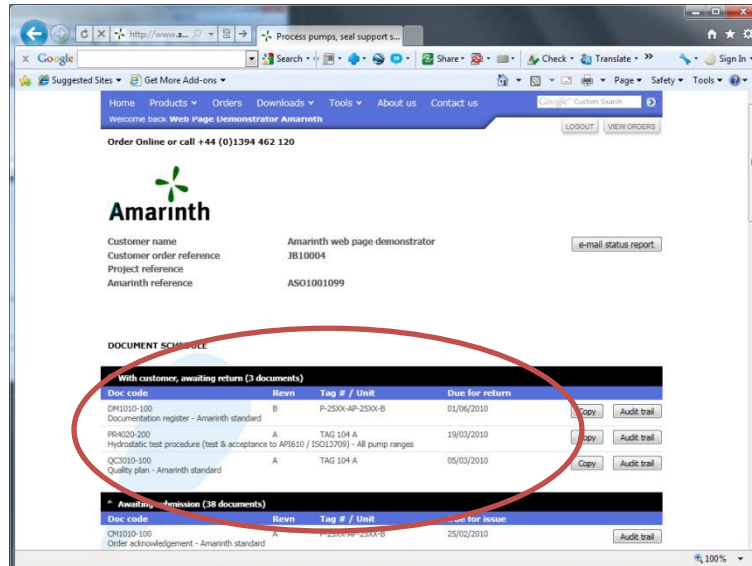 http://www.a...
Process pumps, seal support s...
x Google
Search
Share
Check
Translate
Sign In
Suggested Sites
Get More Add-ons
Page
Safety
Tools
Home Products Orders Downloads Tools About us Contact us
Google™ Custom Search
Welcome back Web Page Demonstrator Amarinth
LOGOUT VIEW ORDERS
Order Online or call +44 (0)1394 462 120
Amarinth
Customer name Amarinth web page demonstrator
e-mail status report
Customer order reference JB10004
Project reference
Amarinth reference ASO1001099
DOCUMENT SCHEDULE
With customer, awaiting return (3 documents)
Doc code Revn Tag # / Unit Due for return
DM1010-100 B P-25XX-AP-25XX-B 01/06/2010 Copy Audit trail
Documentation register - Amarinth standard
PR4020-200 A TAG 104 A 19/03/2010 Copy Audit trail
Hydrostatic test procedure (test & acceptance to API610 / ISO13709) - All pump ranges
QC3010-100 A TAG 104 A 05/03/2010 Copy Audit trail
Quality plan - Amarinth standard
Awaiting submission (38 documents)
Doc code Revn Tag # / Unit Due for issue
CM1010-100 A P-25XX-AP-25XX-B 25/02/2010 Audit trail
Order acknowledgement - Amarinth standard
100%